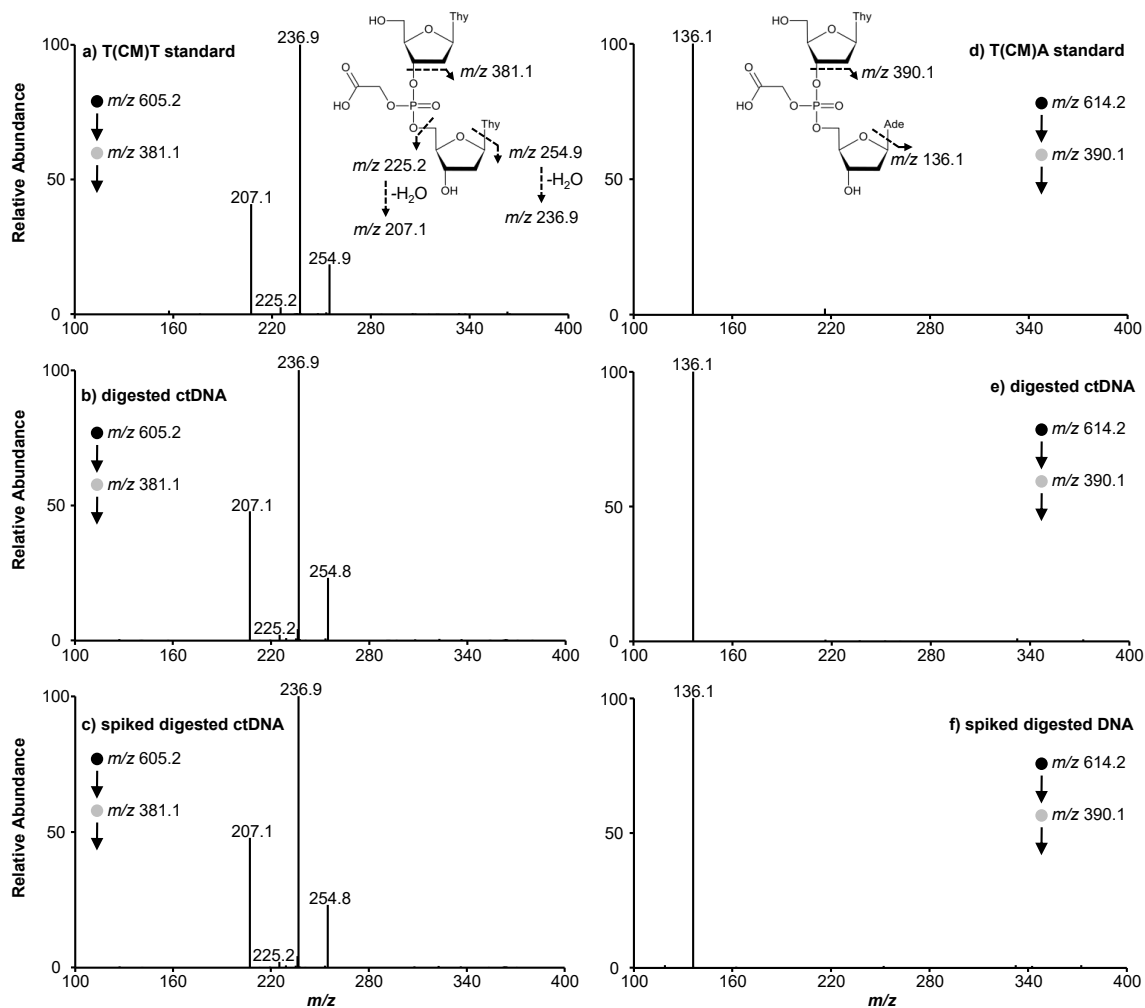 a) T(CM)T standard
Relative Abundance
100
50
0
m/z 605.2
m/z 381.1
207.1
225.2
236.9
254.9
100 160 220 280 340 400
HO
Thy
O
m/z 381.1
O
O
HO
O
P
O
O
O
Thy
m/z 225.2
-H2O
m/z 207.1
OH
m/z 254.9
-H2O
m/z 236.9
d) T(CM)A standard
100
50
0
136.1
m/z 614.2
m/z 390.1
100 160 220 280 340 400
HO
Thy
O
m/z 390.1
O
O
HO
O
P
O
O
O
Ade
m/z 136.1
OH
b) digested ctDNA
Relative Abundance
100
50
0
m/z 605.2
m/z 381.1
207.1
225.2
236.9
254.8
100 160 220 280 340 400
e) digested ctDNA
100
50
0
136.1
m/z 614.2
m/z 390.1
100 160 220 280 340 400
c) spiked digested ctDNA
Relative Abundance
100
50
0
m/z 605.2
m/z 381.1
207.1
225.2
236.9
254.8
100 160 220 280 340 400
m/z
f) spiked digested DNA
100
50
0
136.1
m/z 614.2
m/z 390.1
100 160 220 280 340 400
m/z